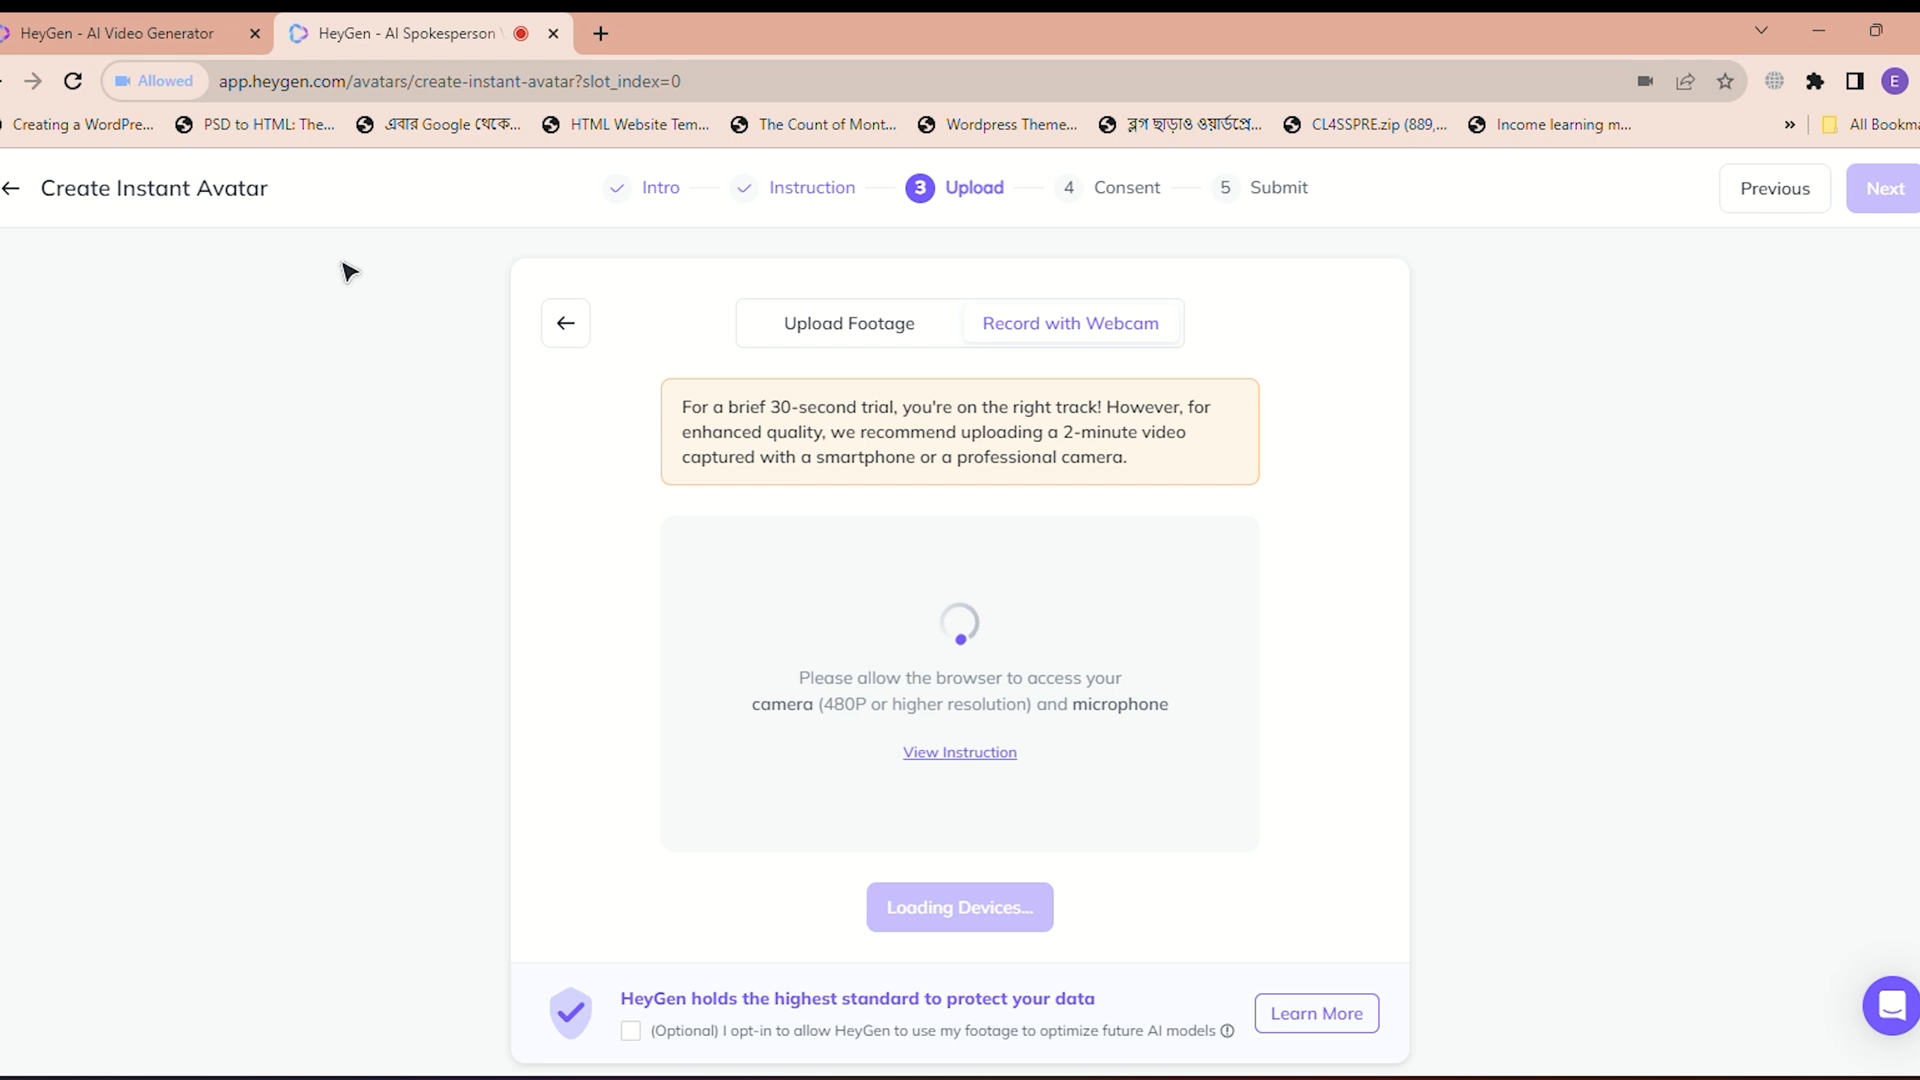 HeyGen - AI Video Generator
HeyGen - AI Spokesperson
Allowed
app.heygen.com/avatars/create-instant-avatar?slot_index=0
E
Creating a WordPre...
PSD to HTML: The...
এবার Google থেকে...
HTML Website Tem...
The Count of Mont...
Wordpress Theme...
ব্লগ ছাড়াও ওয়ার্ডপ্রে...
CL4SSPRE.zip (889,...
Income learning m...
»
All Bookma
Create Instant Avatar
Intro
Instruction
3 Upload
4 Consent
5 Submit
Previous
Next
Upload Footage
Record with Webcam
For a brief 30-second trial, you're on the right track! However, for
enhanced quality, we recommend uploading a 2-minute video
captured with a smartphone or a professional camera.
Please allow the browser to access your
camera (480P or higher resolution) and microphone
View Instruction
Loading Devices...
HeyGen holds the highest standard to protect your data
(Optional) I opt-in to allow HeyGen to use my footage to optimize future AI models
Learn More